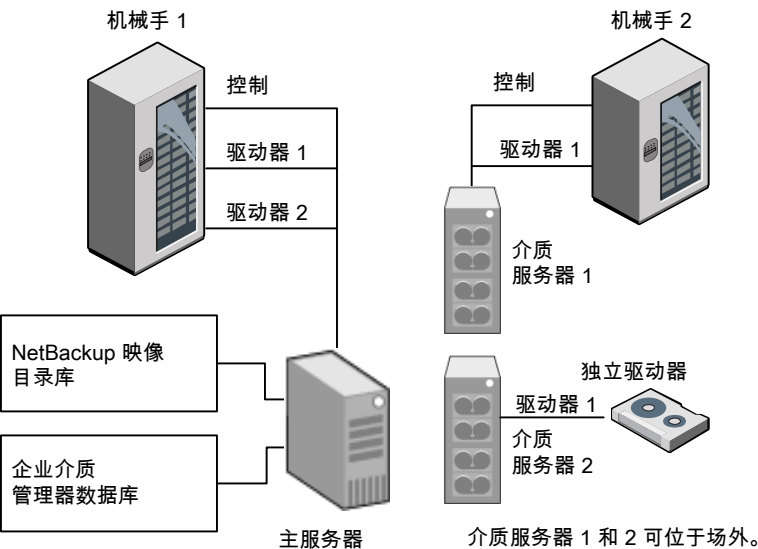 机械手 1
控制
驱动器 1
驱动器 2
NetBackup 映像
目录库
企业介质
管理器数据库
主服务器
机械手 2
控制
驱动器 1
介质
服务器 1
独立驱动器
驱动器 1
介质
服务器 2
介质服务器 1 和 2 可位于场外。